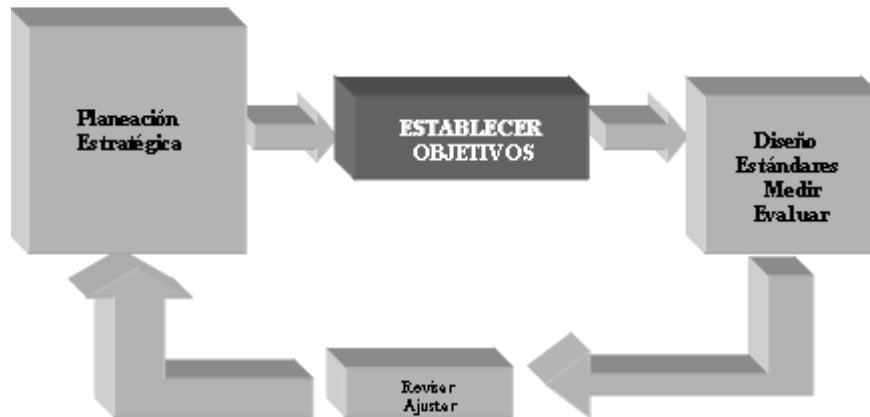 Planeación
Estratégica
ESTABLECER
OBJETIVOS
Diseño
Estándares
Medir
Evaluar
Revisar
Ajustar